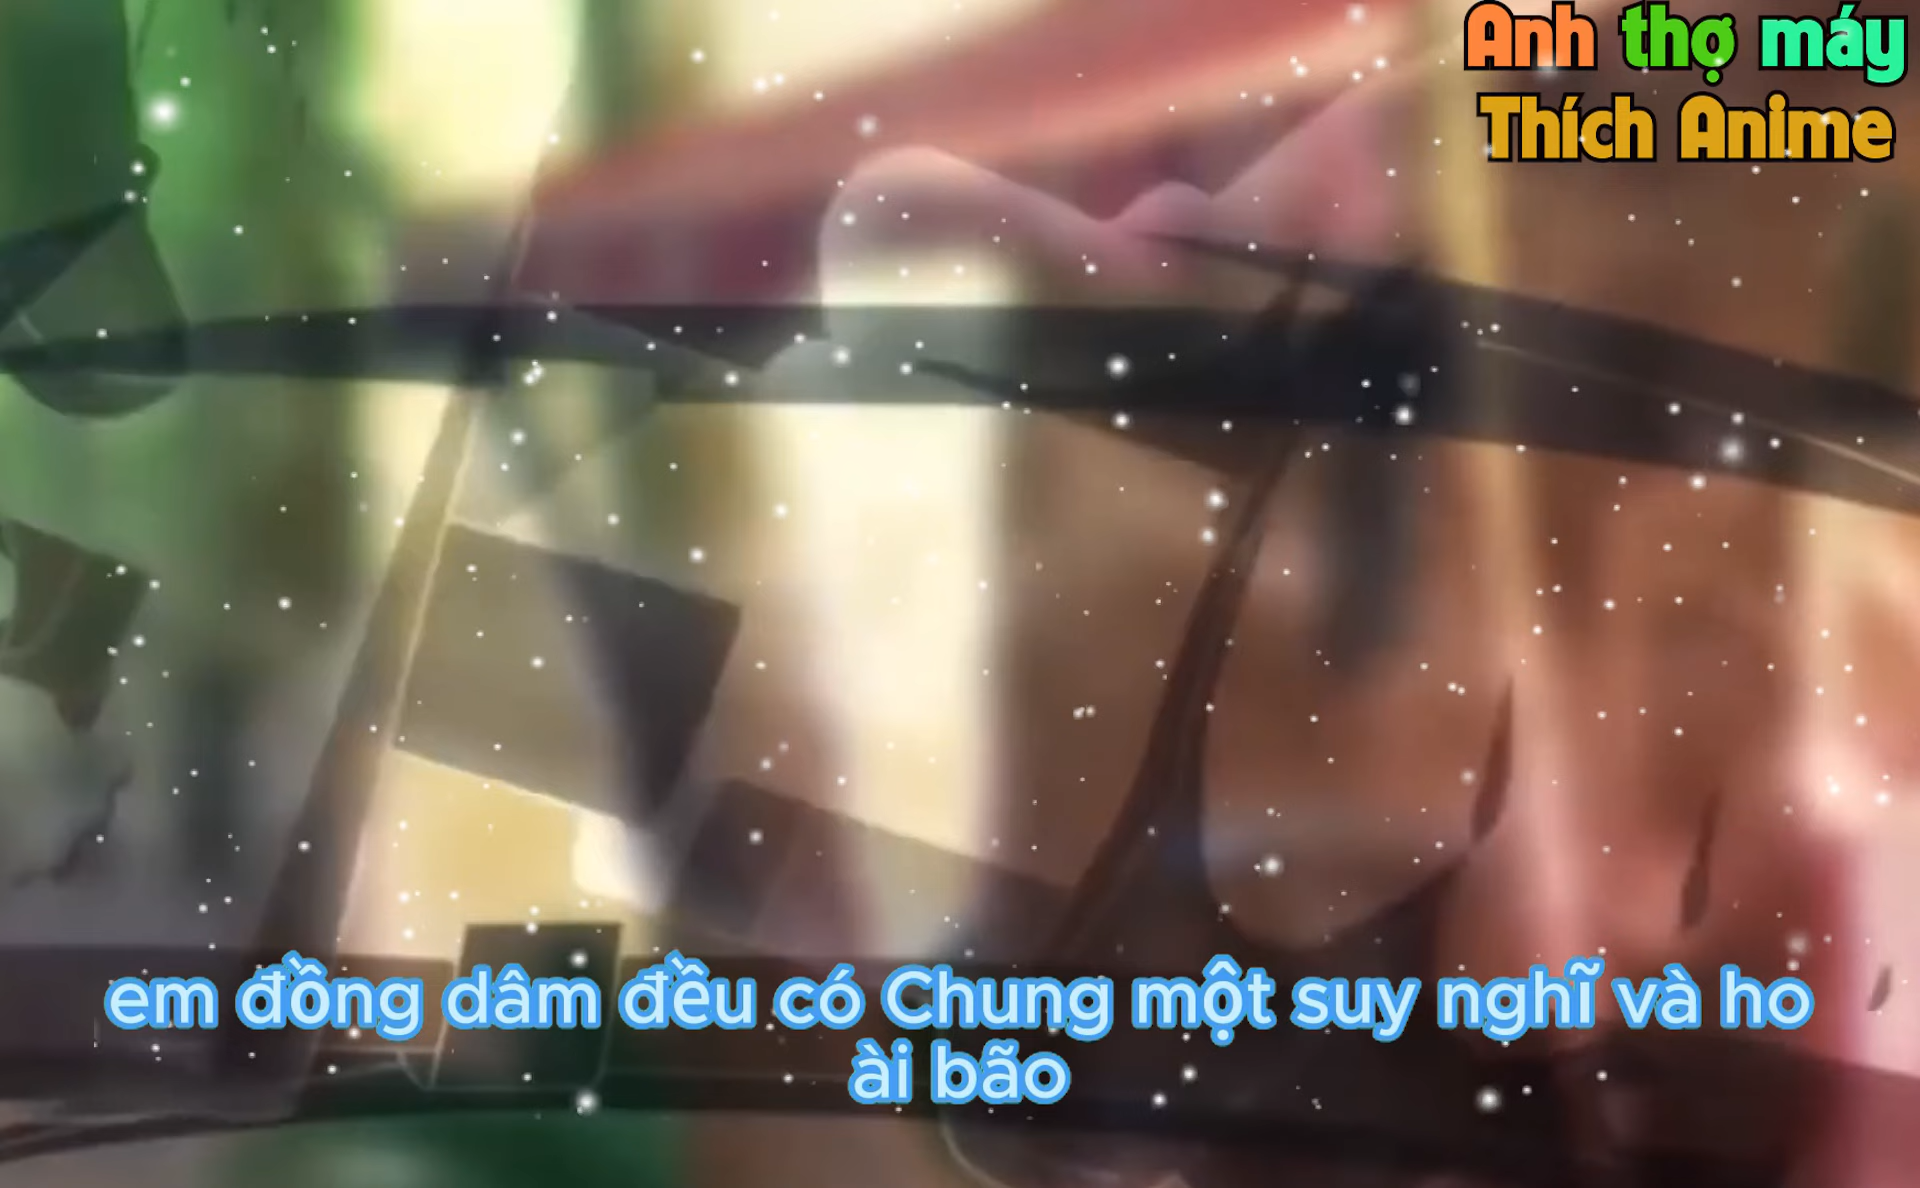 Anh thợ máy
Thích Anime
em đồng dâm đều có Chung một suy nghĩ và ho
ài bão